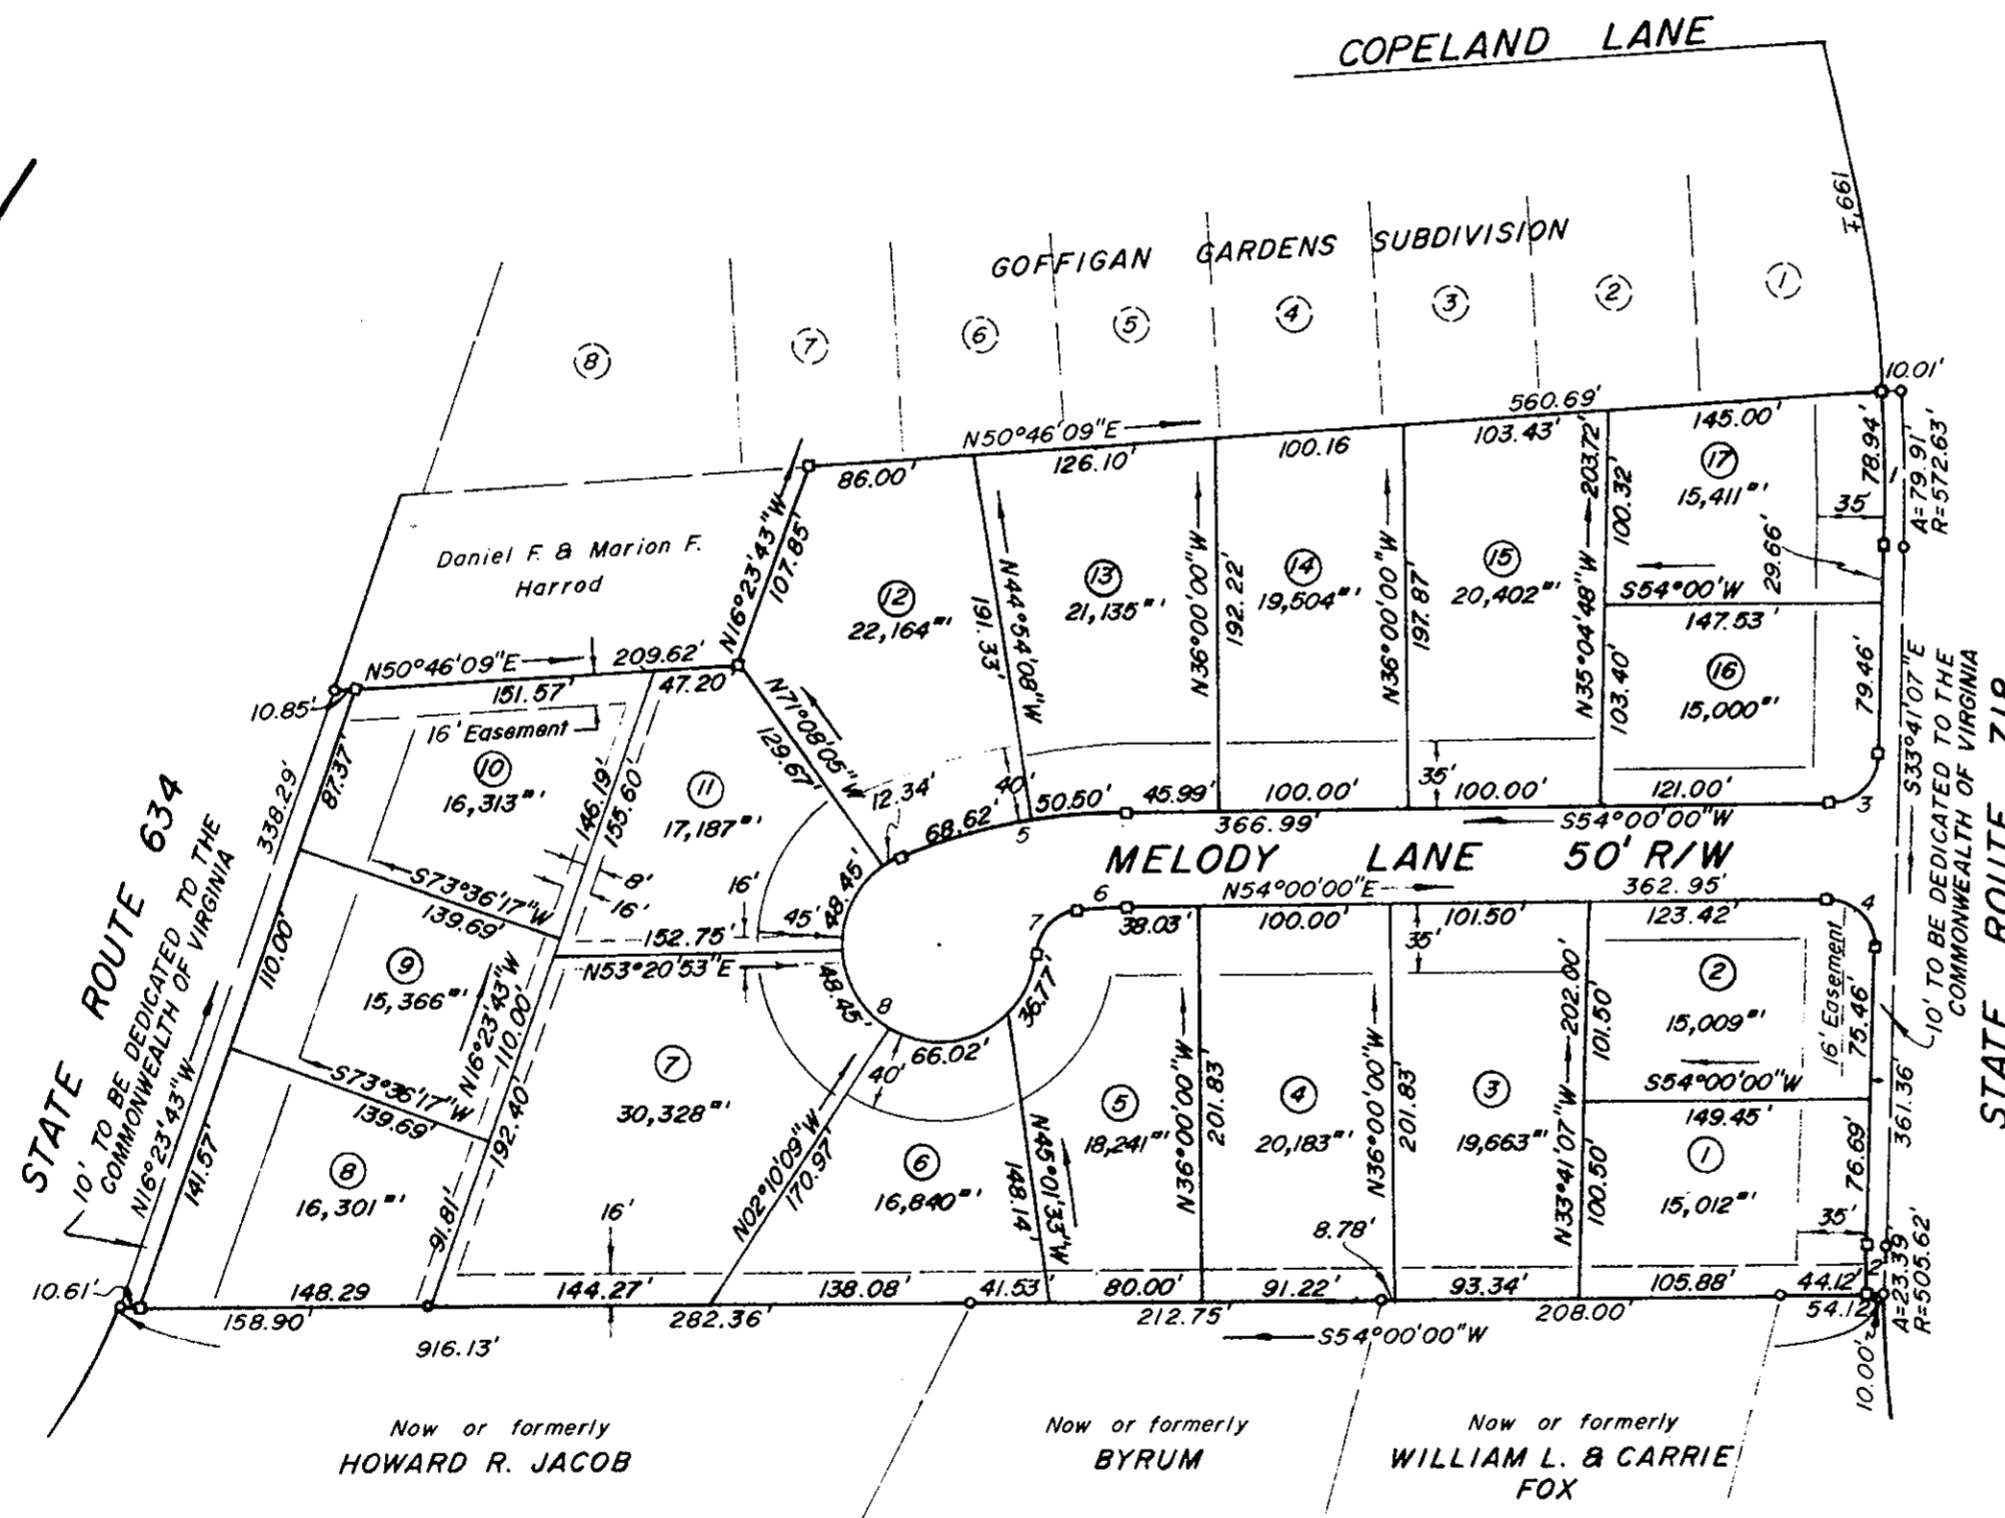 COPELAND LANE
199'±
GOFFIGAN GARDENS SUBDIVISION
8
7
6
5
4
3
2
1
10.01'
560.69'
N50°46'09"E
86.00'
126.10'
100.16
103.43'
145.00'
78.94'
1
A=79.91'
R=572.63'
Daniel F. & Marion F.
Harrod
N16°23'43"W
107.85'
12
22,164
N44°54'08"W
191.33'
13
21,135
N36°00'00"W
192.22'
14
19,504
N36°00'00"W
197.87'
15
20,402
N35°04'48"W
203.72'
100.32'
103.40'
17
15,411
35'
29.66'
S54°00'W
147.53'
16
15,000
79.46'
121.00'
3
N50°46'09"E
209.62'
10.85'
151.57'
47.20'
16' Easement
87.37'
10
16,313
N71°08'05"W
129.67'
11
17,187
146.19'
155.60'
12.34'
68.62'
40'
5
50.50'
45.99'
100.00'
35'
100.00'
366.99'
S54°00'00"W
MELODY LANE 50' R/W
N54°00'00"E
362.95'
STATE ROUTE 634
10' TO BE DEDICATED TO THE
COMMONWEALTH OF VIRGINIA
N16°23'43"W
338.29'
S73°36'17"W
139.69'
8'
16'
16'
45'
48.45'
152.75'
N53°20'53"E
48.45'
8
66.02'
40'
36.77'
7
6
38.03'
100.00'
35'
101.50'
123.42'
4
110.00'
9
15,366
N16°23'43"W
110.00'
S73°36'17"W
139.69'
192.40'
7
30,328
141.57'
8
16,301
91.81'
N02°10'09"W
170.97'
6
16,840
N45°01'33"W
148.14'
5
18,241
N36°00'00"W
201.83'
4
20,183
N36°00'00"W
201.83'
3
19,663
N33°41'07"W
202.00'
101.50'
100.50'
2
15,009
16' Easement
75.46'
S54°00'00"W
149.45'
1
15,012
76.69'
35'
S33°41'07"E
361.36'
10' TO BE DEDICATED TO THE
COMMONWEALTH OF VIRGINIA
STATE ROUTE 718
2
A=23.39'
R=505.62'
10.61'
148.29
16'
144.27'
138.08'
41.53'
80.00'
91.22'
8.78'
93.34'
105.88'
44.12'
158.90'
282.36'
212.75'
208.00'
54.12'
10.00'
916.13'
S54°00'00"W
Now or formerly
HOWARD R. JACOB
Now or formerly
BYRUM
Now or formerly
WILLIAM L. & CARRIE
FOX